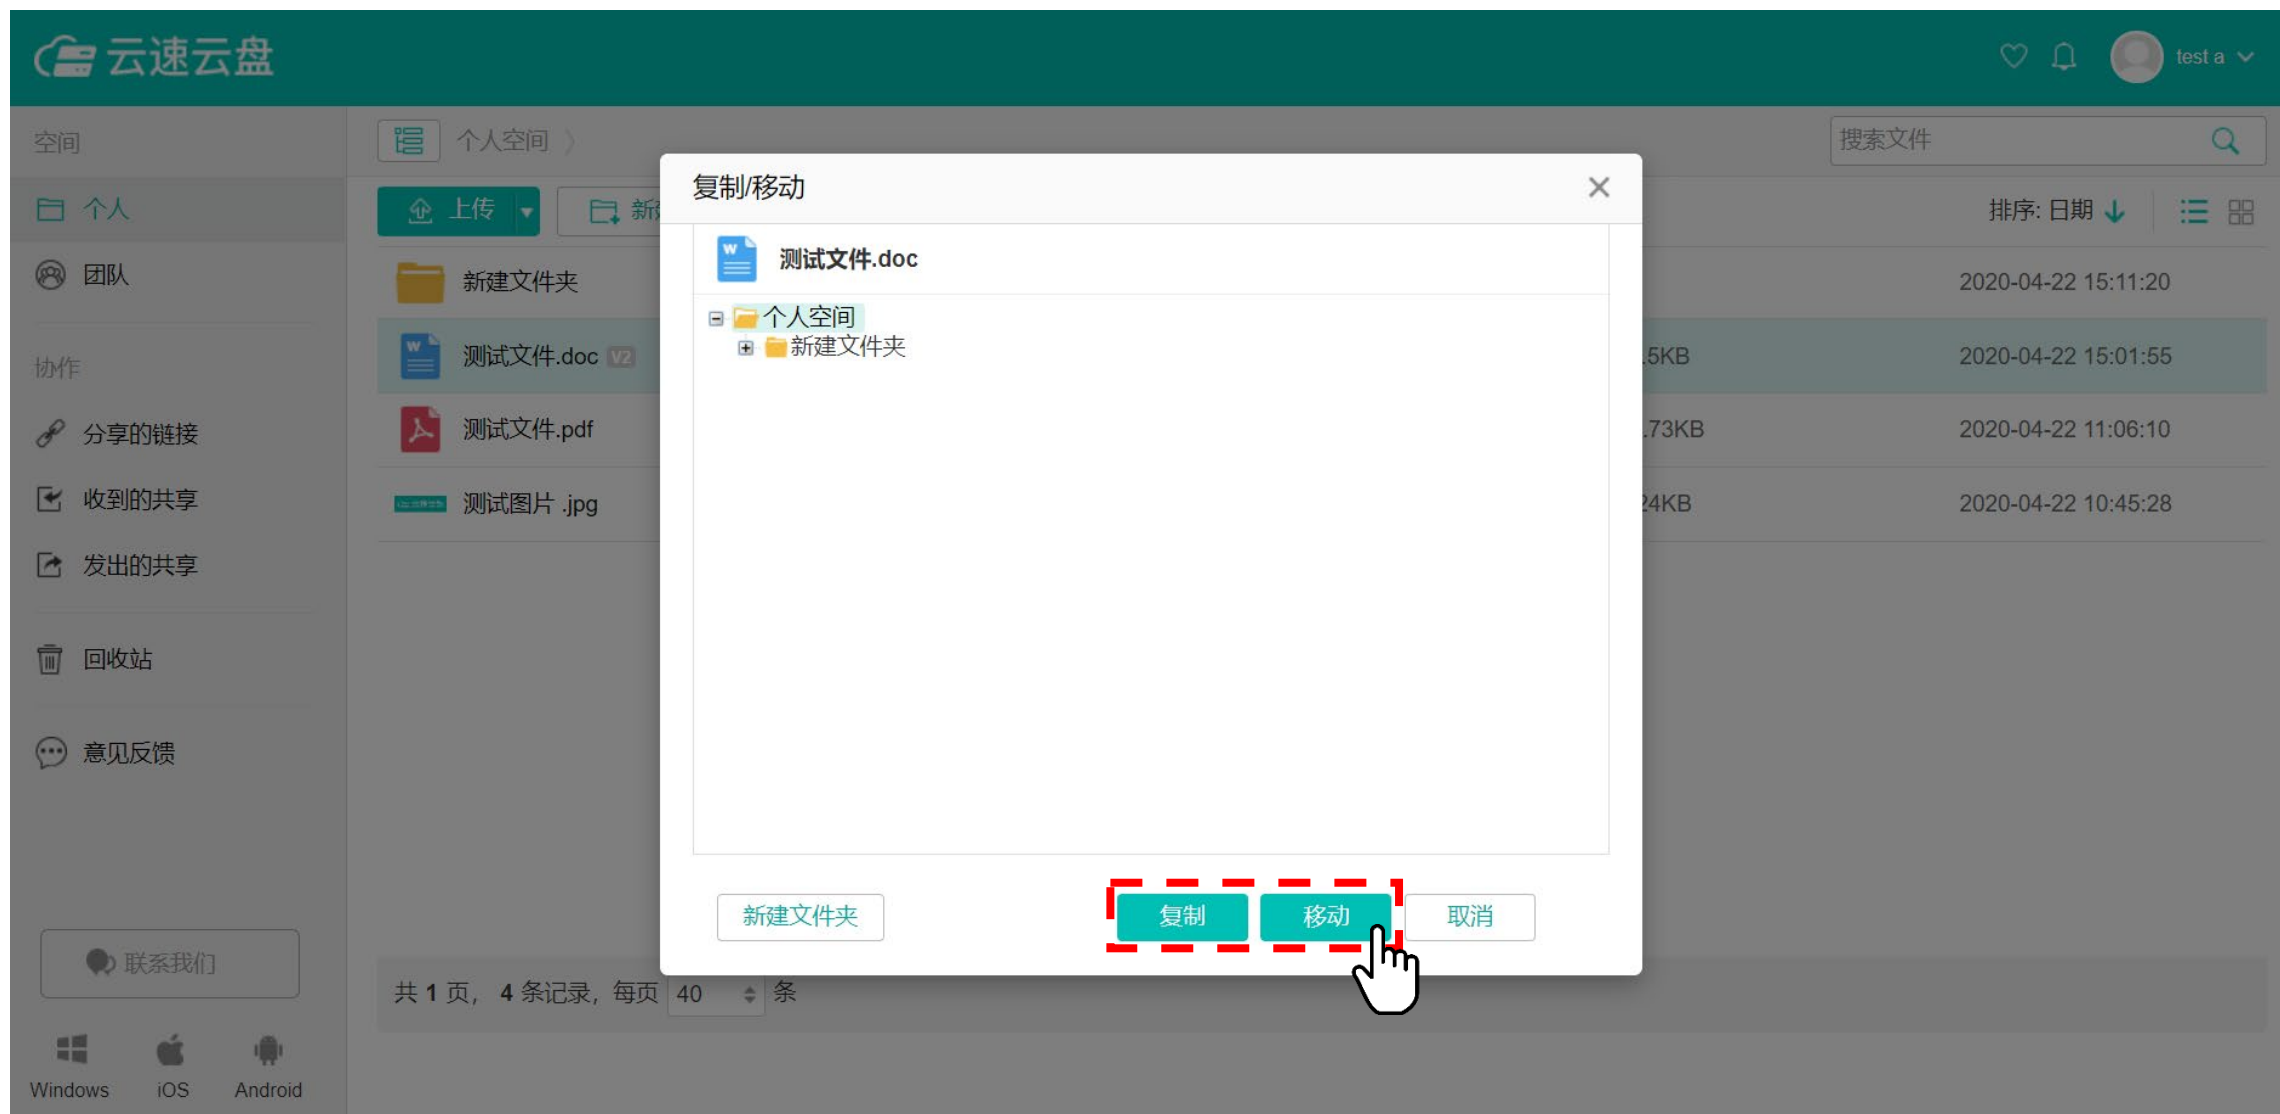 云速云盘
test a
空间
个人空间
搜索文件
个人
上传
新
排序: 日期
团队
新建文件夹
2020-04-22 15:11:20
协作
测试文件.doc V2
.5KB
2020-04-22 15:01:55
分享的链接
测试文件.pdf
.73KB
2020-04-22 11:06:10
收到的共享
测试图片 .jpg
24KB
2020-04-22 10:45:28
发出的共享
回收站
意见反馈
联系我们
共 1 页， 4 条记录，每页 40 条
Windows
iOS
Android
复制/移动
W 测试文件.doc
个人空间
新建文件夹
新建文件夹
复制
移动
取消